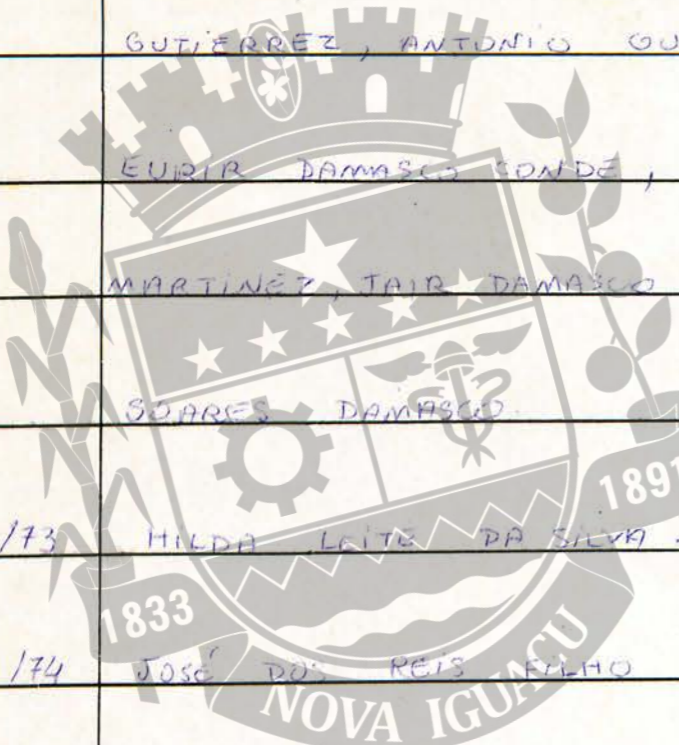 GUTIERREZ, ANTONIO GU
EURIR DAMASCO CONDE,
MARTINEZ, JAIR DAMASCO
SOARES DAMASCO
1891
/73 HILDA LEITE DA SILVA
1833
/74 JOSÉ DOS REIS FILHO
NOVA IGUAÇU